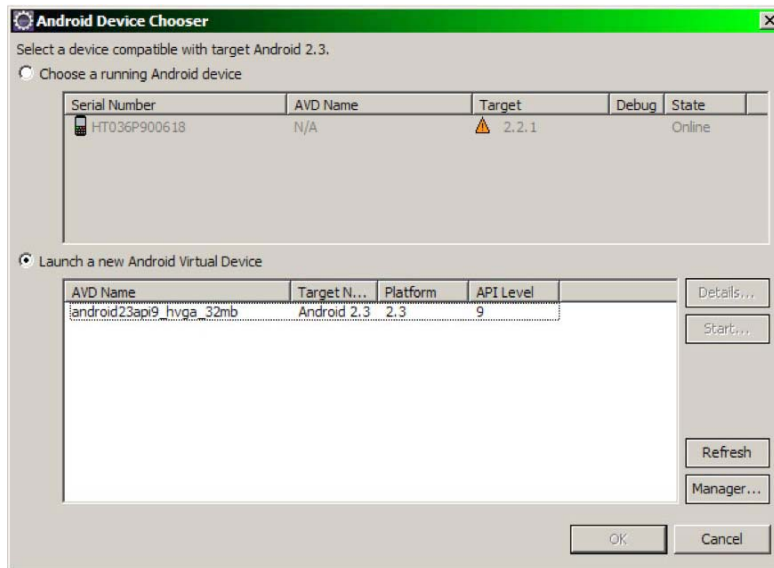 Android Device Chooser
Select a device compatible with target Android 2.3.
Choose a running Android device
Serial Number AVD Name Target Debug State
HT036P900618 N/A 2.2.1 Online
Launch a new Android Virtual Device
AVD Name Target N... Platform API Level
android23api9_hvga_32mb Android 2.3 2.3 9
Details...
Start...
Refresh
Manager...
OK Cancel